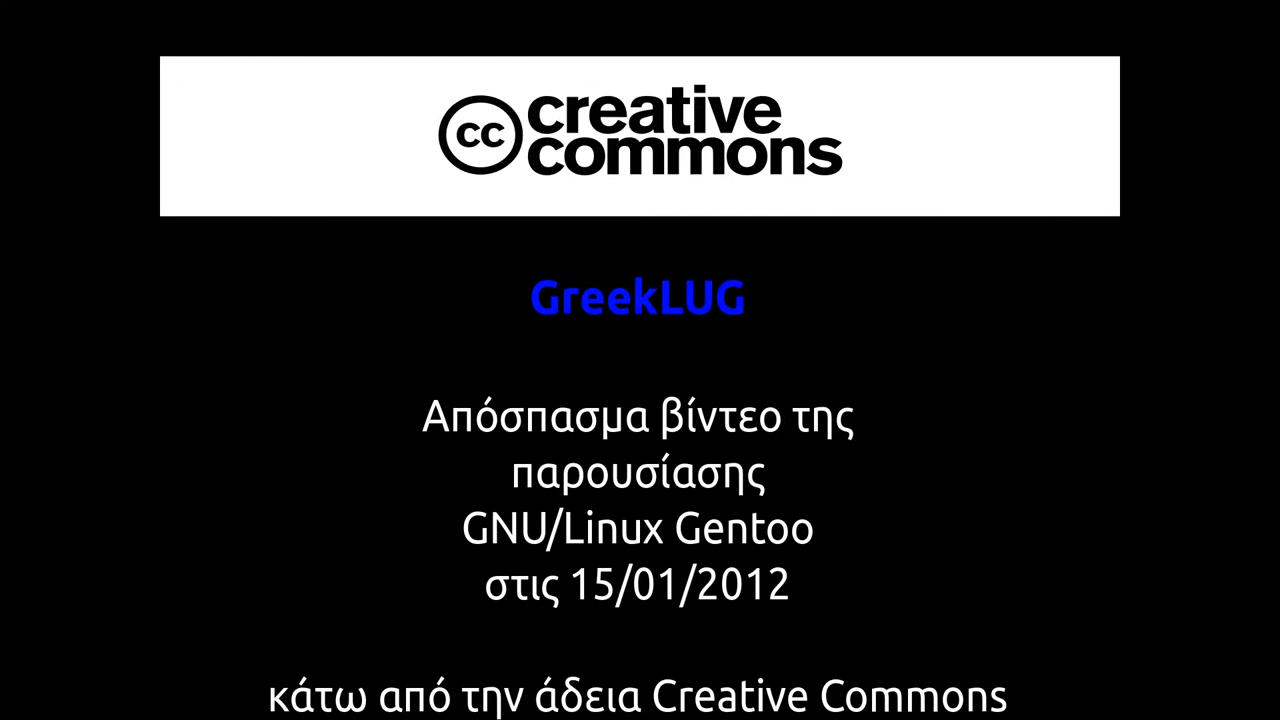 cc creative
commons
GreekLUG
Απόσπασμα βίντεο της
παρουσίασης
GNU/Linux Gentoo
στις 15/01/2012
κάτω από την άδεια Creative Commons